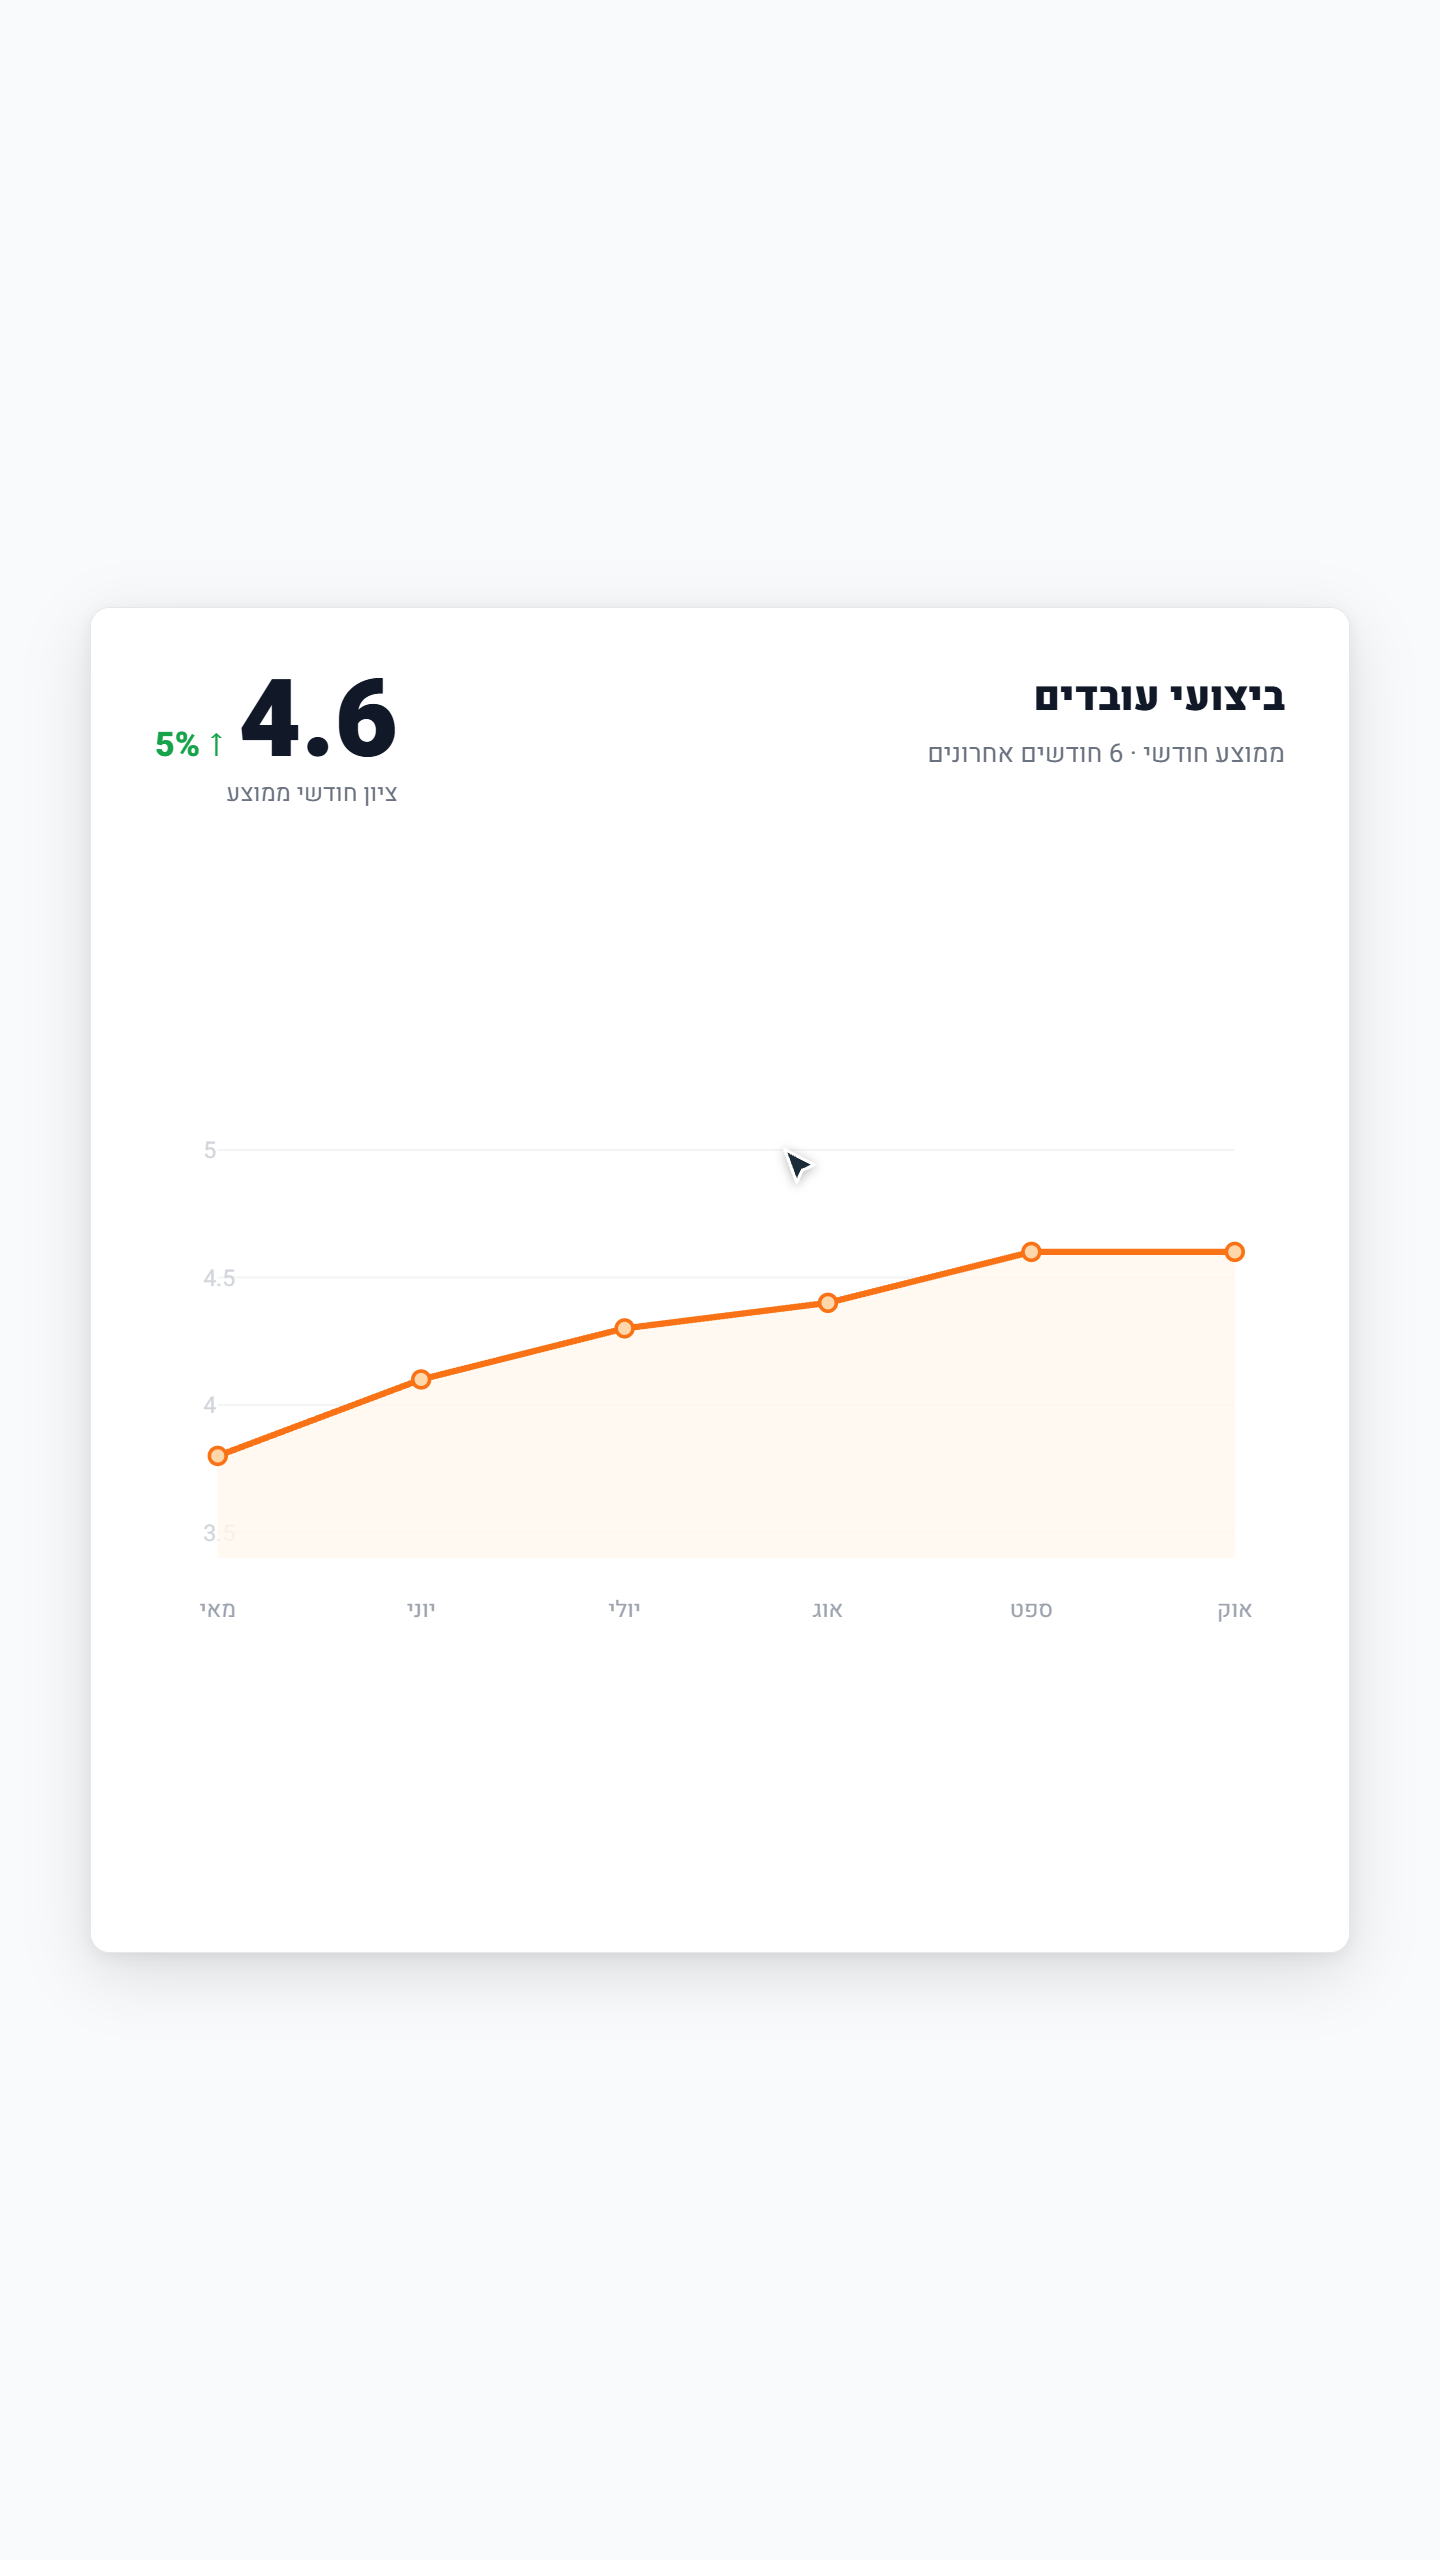 ביצועי עובדים
ממוצע חודשי · 6 חודשים אחרונים
4.6 ↑ 5%
ציון חודשי ממוצע
5
4.5
4
3.5
מאי
יוני
יולי
אוג
ספט
אוק